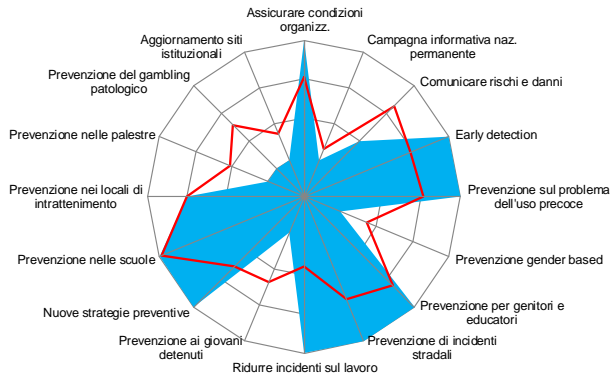 Assicurare condizioni
organizz.
Campagna informativa naz.
permanente
Comunicare rischi e danni
Early detection
Prevenzione sul problema
dell'uso precoce
Prevenzione gender based
Prevenzione per genitori e
educatori
Prevenzione di incidenti
stradali
Ridurre incidenti sul lavoro
Prevenzione ai giovani
detenuti
Nuove strategie preventive
Prevenzione nelle scuole
Prevenzione nei locali di
intrattenimento
Prevenzione nelle palestre
Prevenzione del gambling
patologico
Aggiornamento siti
istituzionali